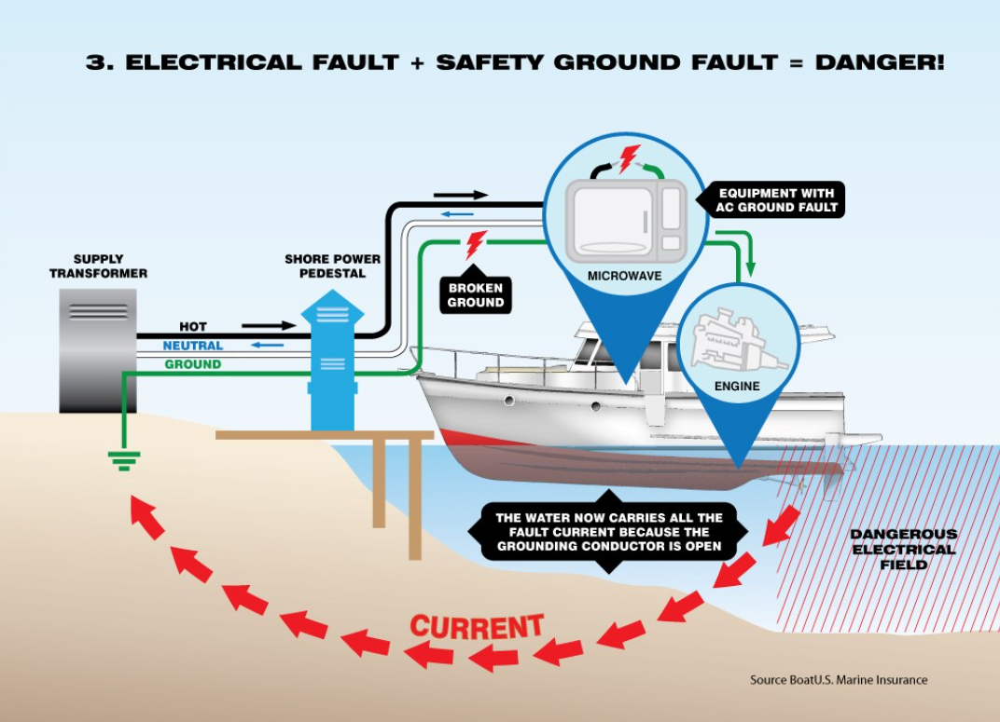 3. ELECTRICAL FAULT + SAFETY GROUND FAULT = DANGER!
EQUIPMENT WITH
AC GROUND FAULT
SUPPLY
TRANSFORMER
SHORE POWER
PEDESTAL
MICROWAVE
BROKEN
GROUND
HOT
NEUTRAL
GROUND
ENGINE
THE WATER NOW CARRIES ALL THE
FAULT CURRENT BECAUSE THE
GROUNDING CONDUCTOR IS OPEN
DANGEROUS
ELECTRICAL
FIELD
CURRENT
Source BoatU.S. Marine Insurance